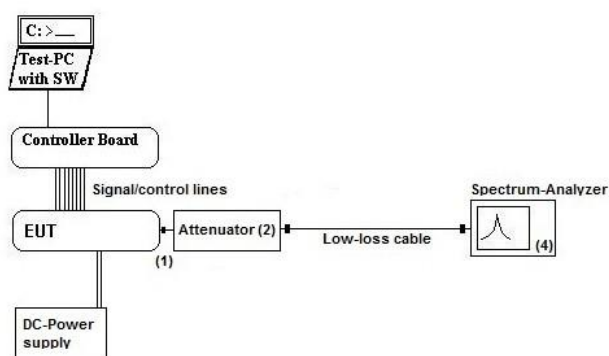 C: >__
Test-PC
with SW
Controller Board
Signal/control lines
Spectrum-Analyzer
EUT
Attenuator (2)
Low-loss cable
(4)
(1)
DC-Power
supply